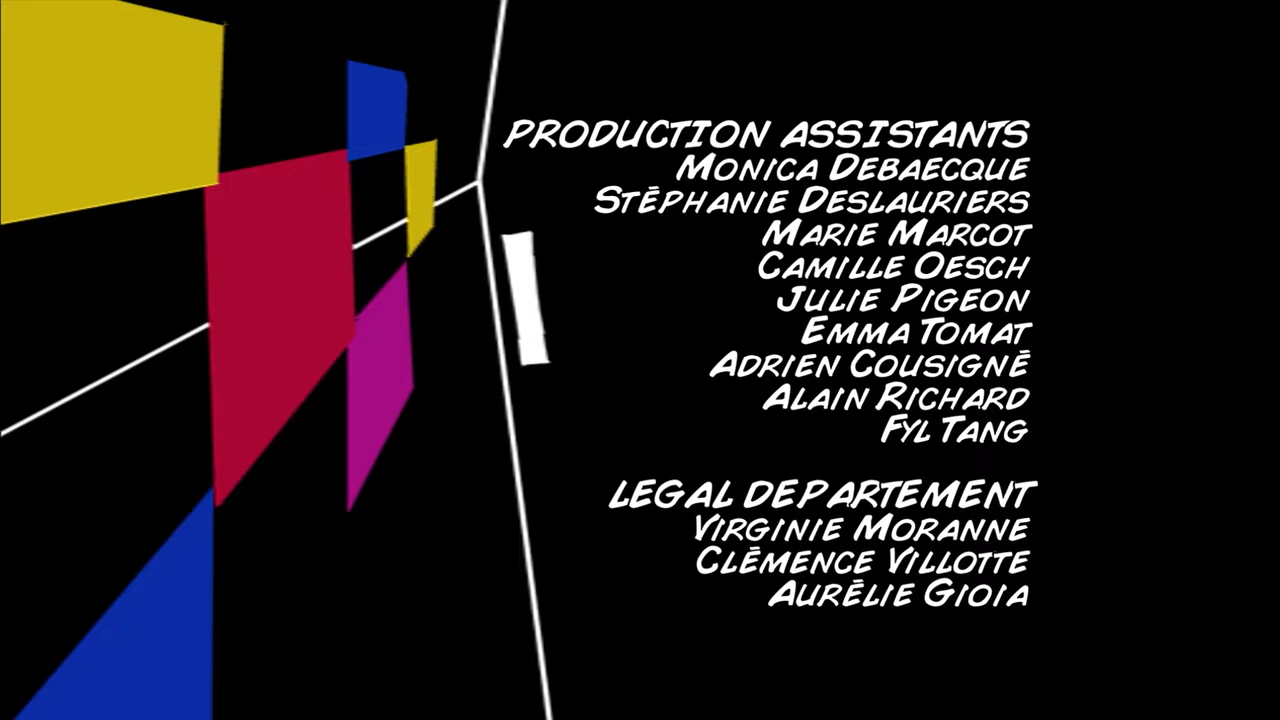 PRODUCTION ASSISTANTS
MONICA DEBAECQUE
STÉPHANIE DESLAURIERS
MARIE MARCOT
CAMILLE OESCH
JULIE PIGEON
EMMA TOMAT
ADRIEN COUSIGNÉ
ALAIN RICHARD
FYL TANG
LEGAL DEPARTEMENT
VIRGINIE MORANNE
CLÉMENCE VILLOTTE
AURÉLIE GIOIA